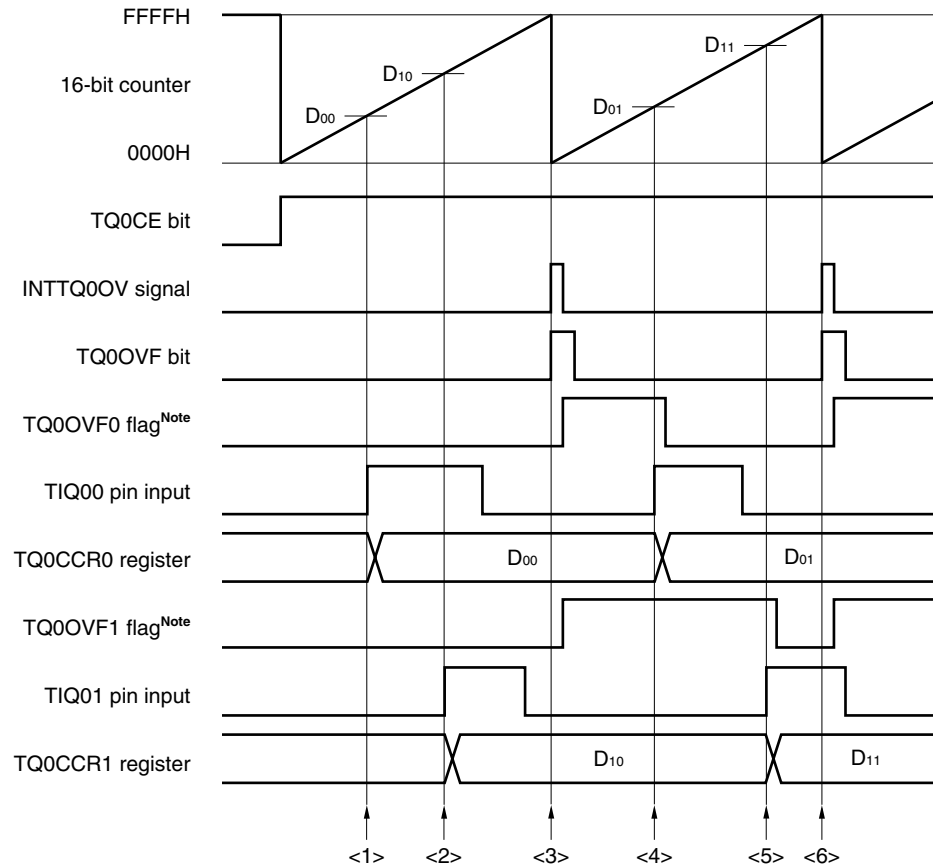 FFFFH
D11
D10
16-bit counter
D01
D00
0000H
TQ0CE bit
INTTQ0OV signal
TQ0OVF bit
TQ0OVF0 flagNote
TIQ00 pin input
TQ0CCR0 register D00 D01
TQ0OVF1 flagNote
TIQ01 pin input
TQ0CCR1 register D10 D11
<1> <2> <3> <4> <5> <6>